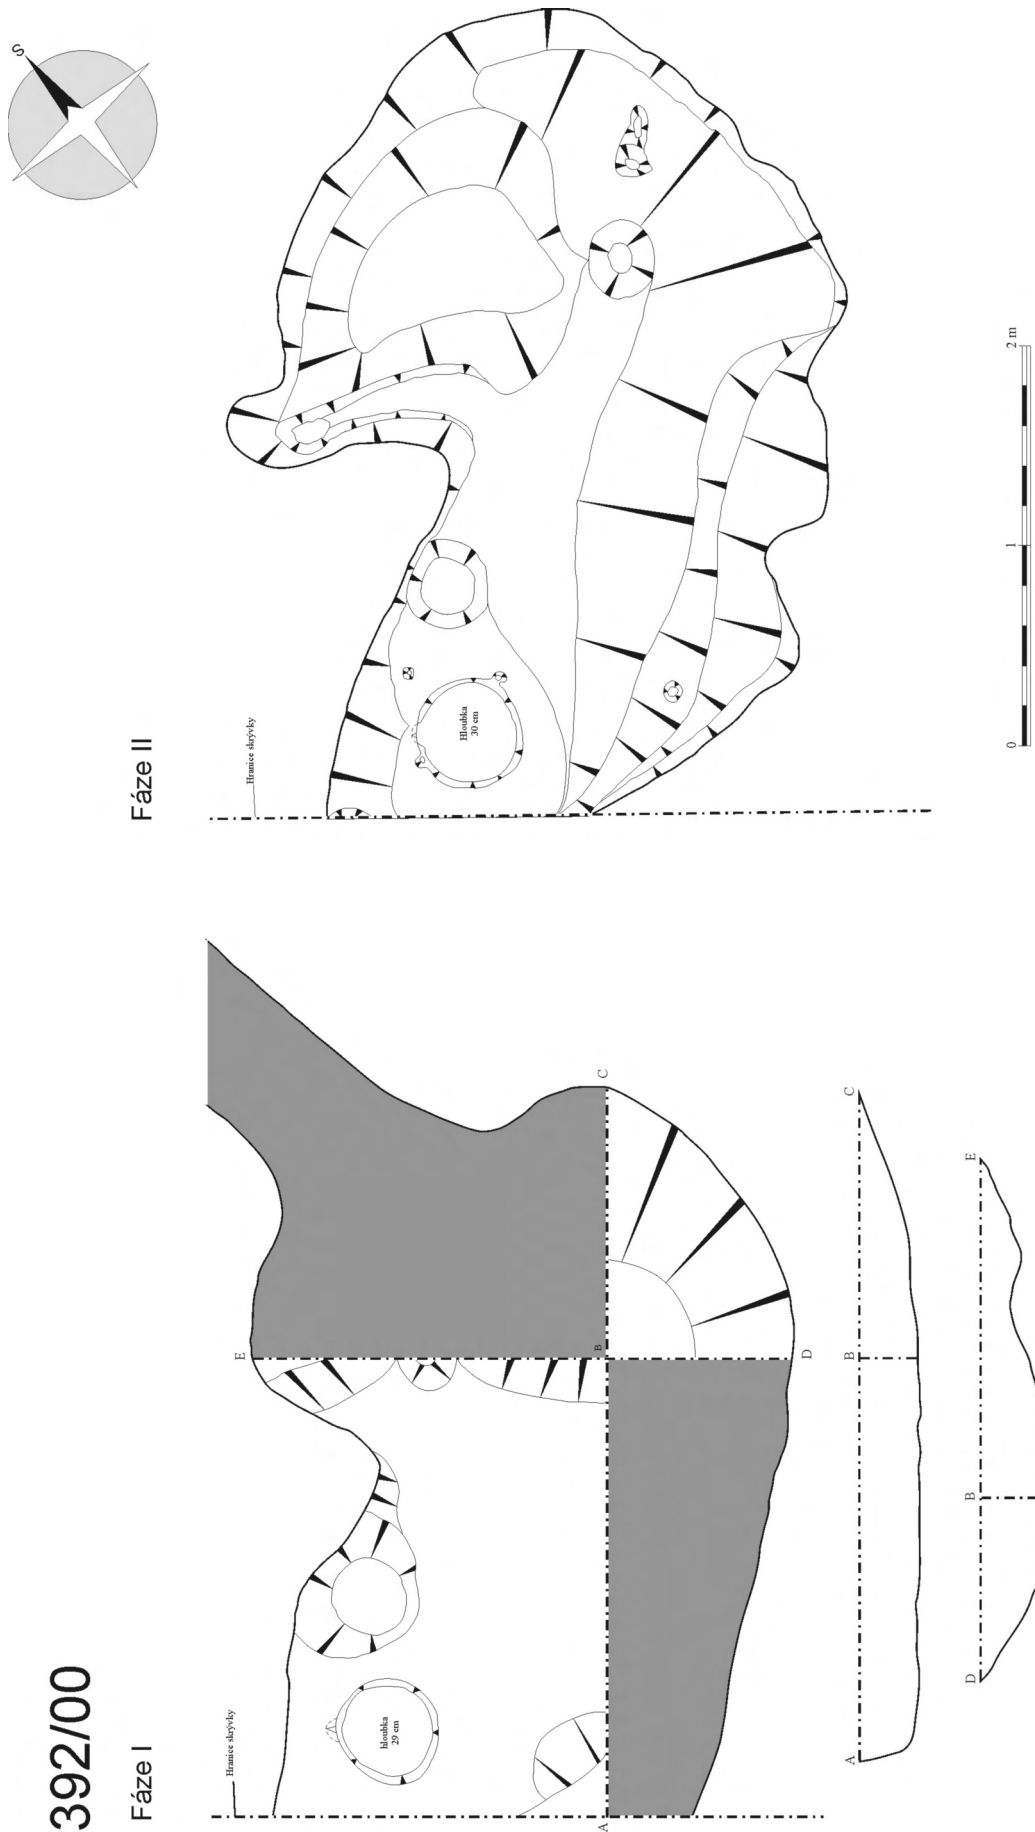 392/00
Fáze I
Hranice skrývky
hloubka
29 cm
E
B
C
A
D
A
B
C
D
B
E
Fáze II
S
Hranice skrývky
Hloubka
30 cm
0
1
2 m